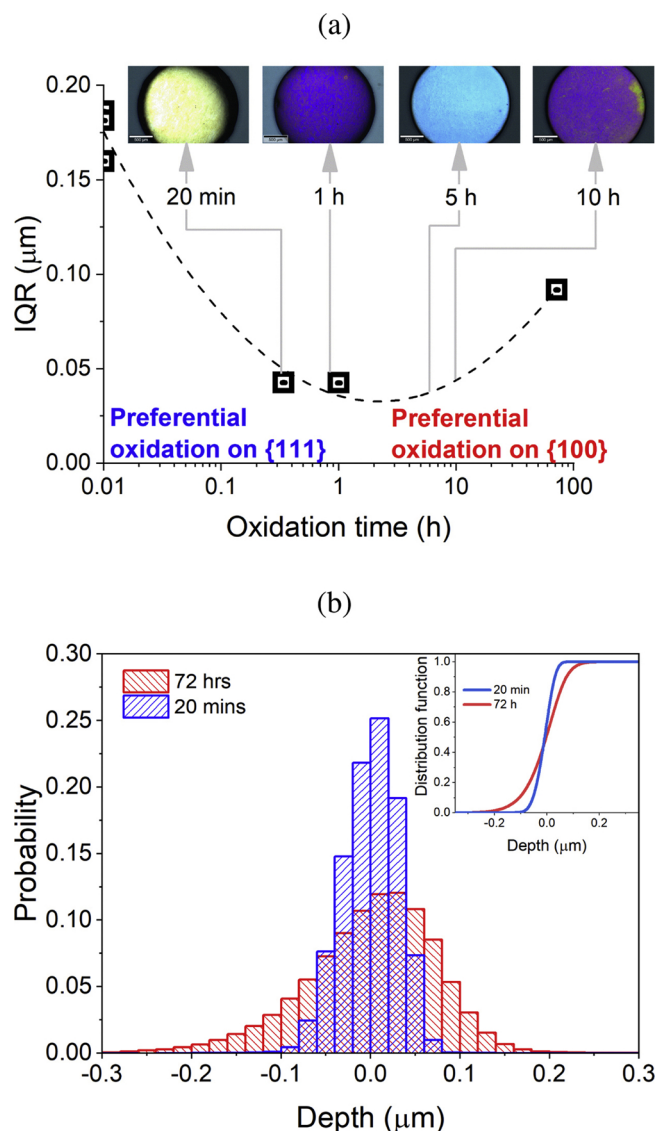 (a)
0.20
0.15
0.10
0.05
0.00
IQR (μm)
20 min
1 h
5 h
10 h
Preferential
oxidation on {111}
Preferential
oxidation on {100}
0.01
0.1
1
10
100
Oxidation time (h)
(b)
0.30
0.25
0.20
0.15
0.10
0.05
0.00
Probability
72 hrs
20 mins
1.0
0.8
0.6
0.4
0.2
0.0
Distribution function
20 min
72 h
-0.2
0.0
0.2
Depth (μm)
-0.3
-0.2
-0.1
0.0
0.1
0.2
0.3
Depth (μm)